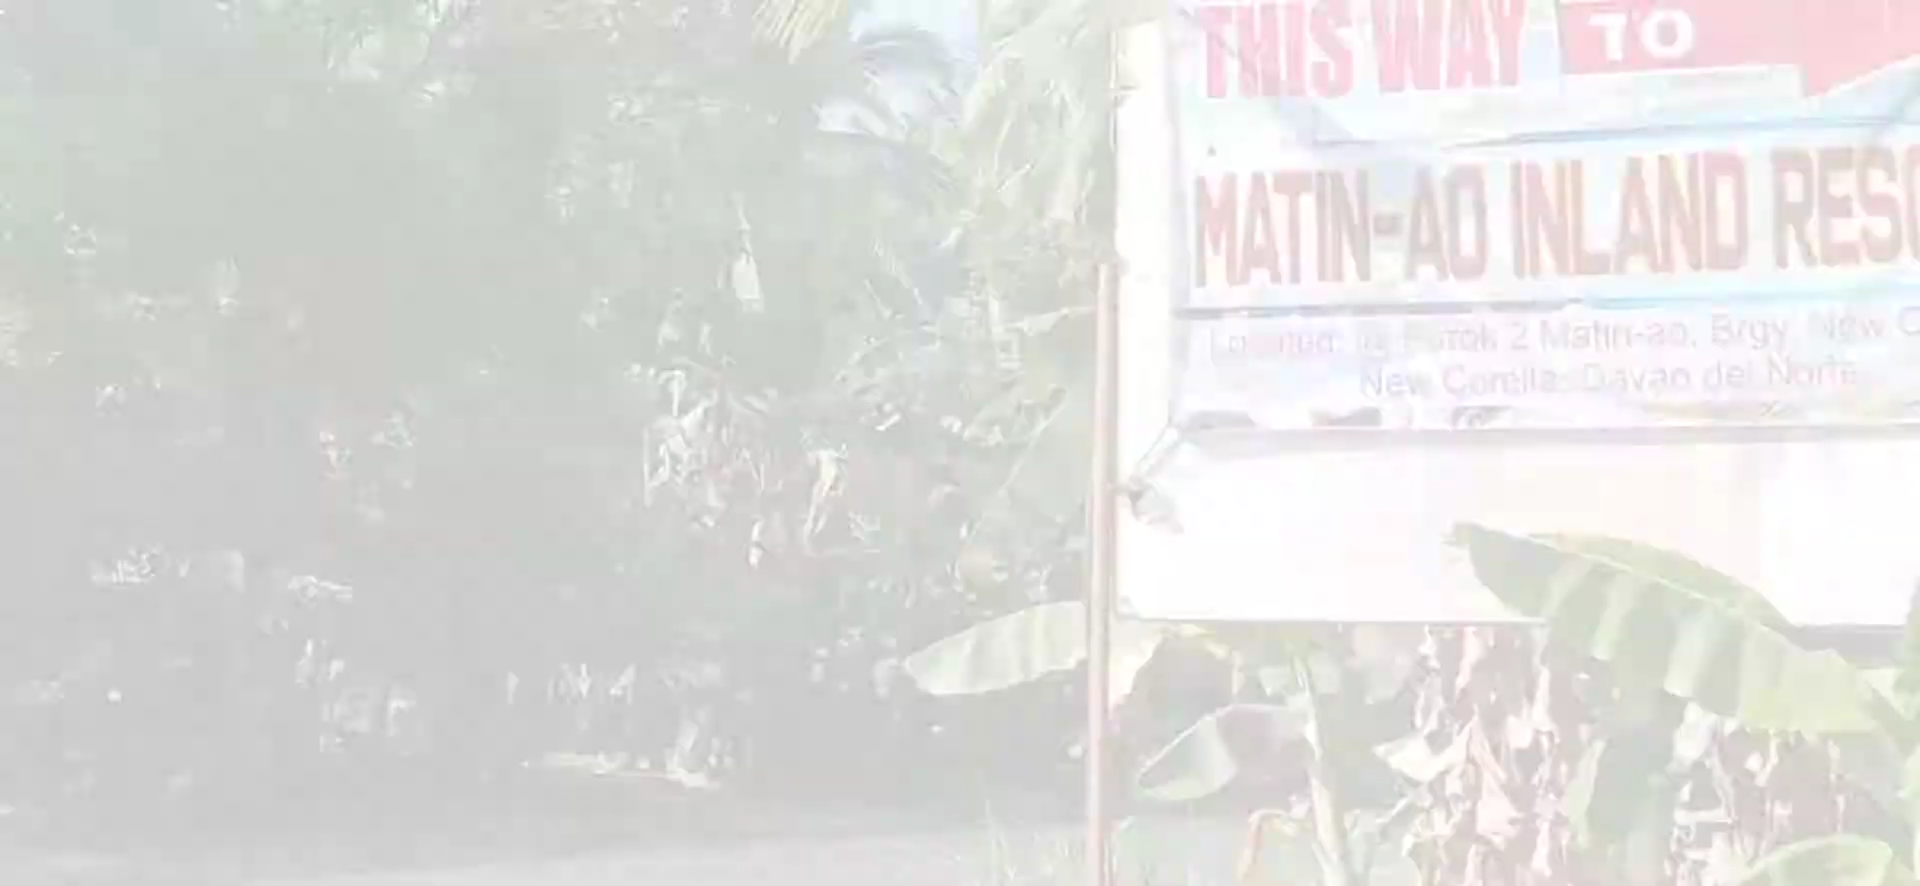 THIS WAY TO
MATIN-AO INLAND RESO
Located in Purok 2 Matin-ao, Brgy. New C
New Corella, Davao del Norte